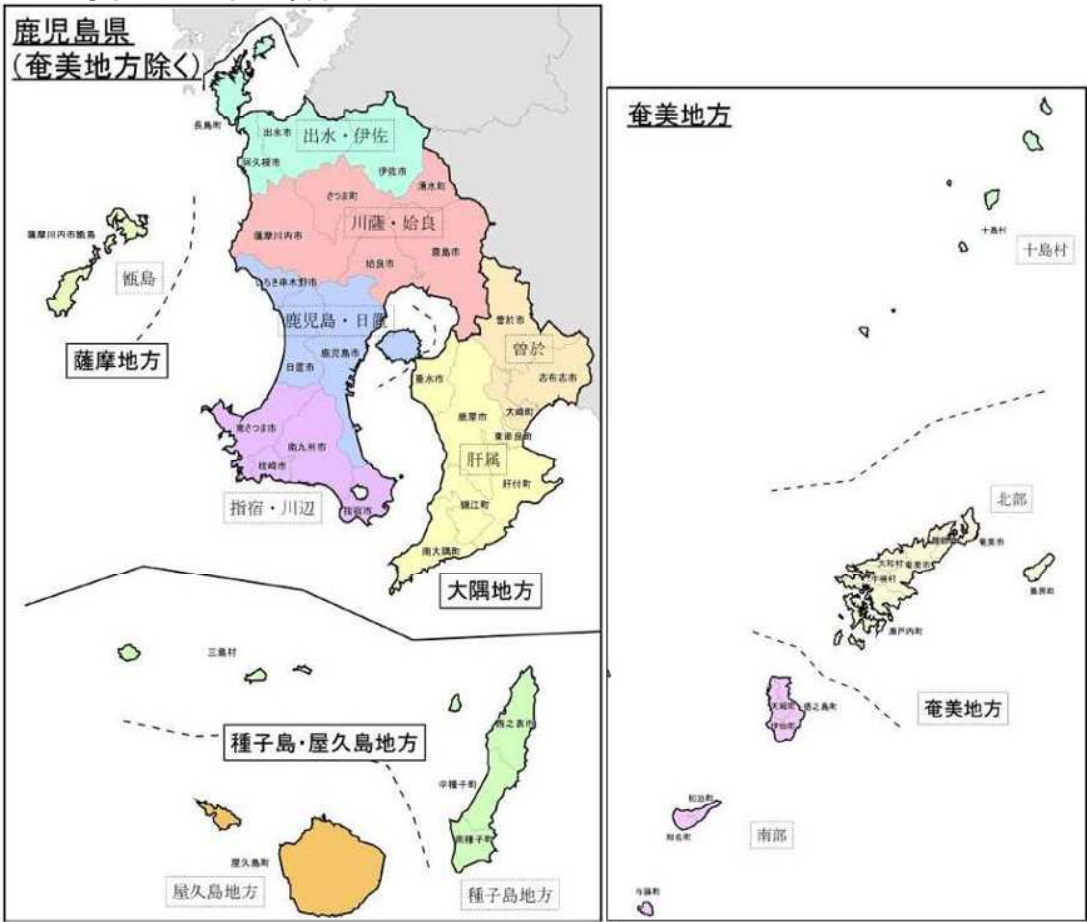 鹿児島県
(奄美地方除く)
長島町
出水市
出水・伊佐
阿久根市
伊佐市
湧水町
さつま町
川薩・姶良
薩摩川内市
霧島市
姶良市
薩摩川内市甑島
甑島
いちき串木野市
鹿児島・日置
鹿児島市
日置市
薩摩地方
曽於市
曽於
志布志市
大崎町
垂水市
鹿屋市
東串良町
肝属
肝付町
錦江町
南大隅町
大隅地方
南さつま市
南九州市
枕崎市
指宿市
指宿・川辺
三島村
種子島・屋久島地方
西之表市
中種子町
南種子町
屋久島町
屋久島地方
種子島地方
奄美地方
十島村
十島村
北部
龍郷町
奄美市
大和村
奄美市
宇検村
喜界町
瀬戸内町
奄美地方
天城町
徳之島町
伊仙町
和泊町
知名町
南部
与論町